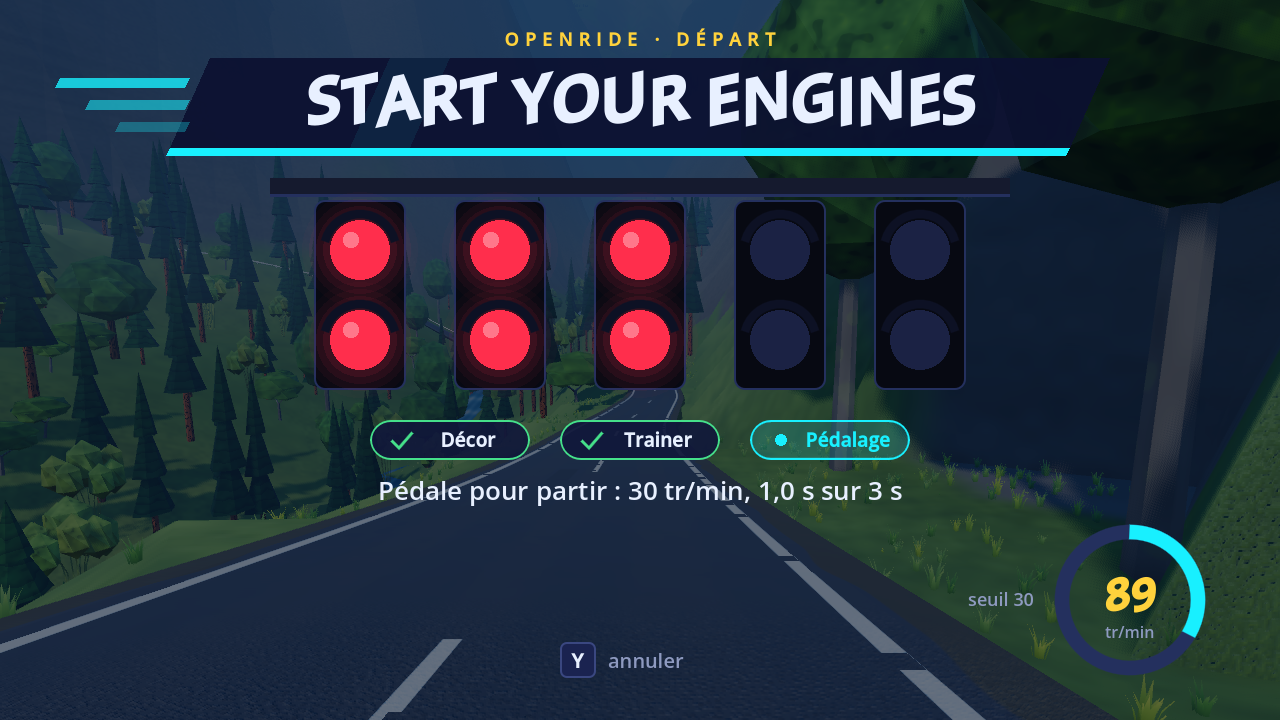 OPENRIDE · DÉPART
START YOUR ENGINES
Décor
Trainer
Pédalage
Pédale pour partir : 30 tr/min, 1,0 s sur 3 s
seuil 30
89
tr/min
Y annuler